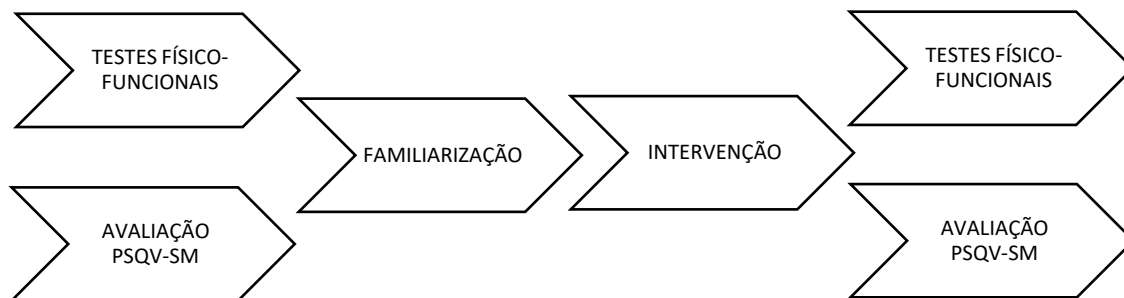 TESTES FÍSICO-
FUNCIONAIS
AVALIAÇÃO
PSQV-SM
FAMILIARIZAÇÃO
INTERVENÇÃO
TESTES FÍSICO-
FUNCIONAIS
AVALIAÇÃO
PSQV-SM